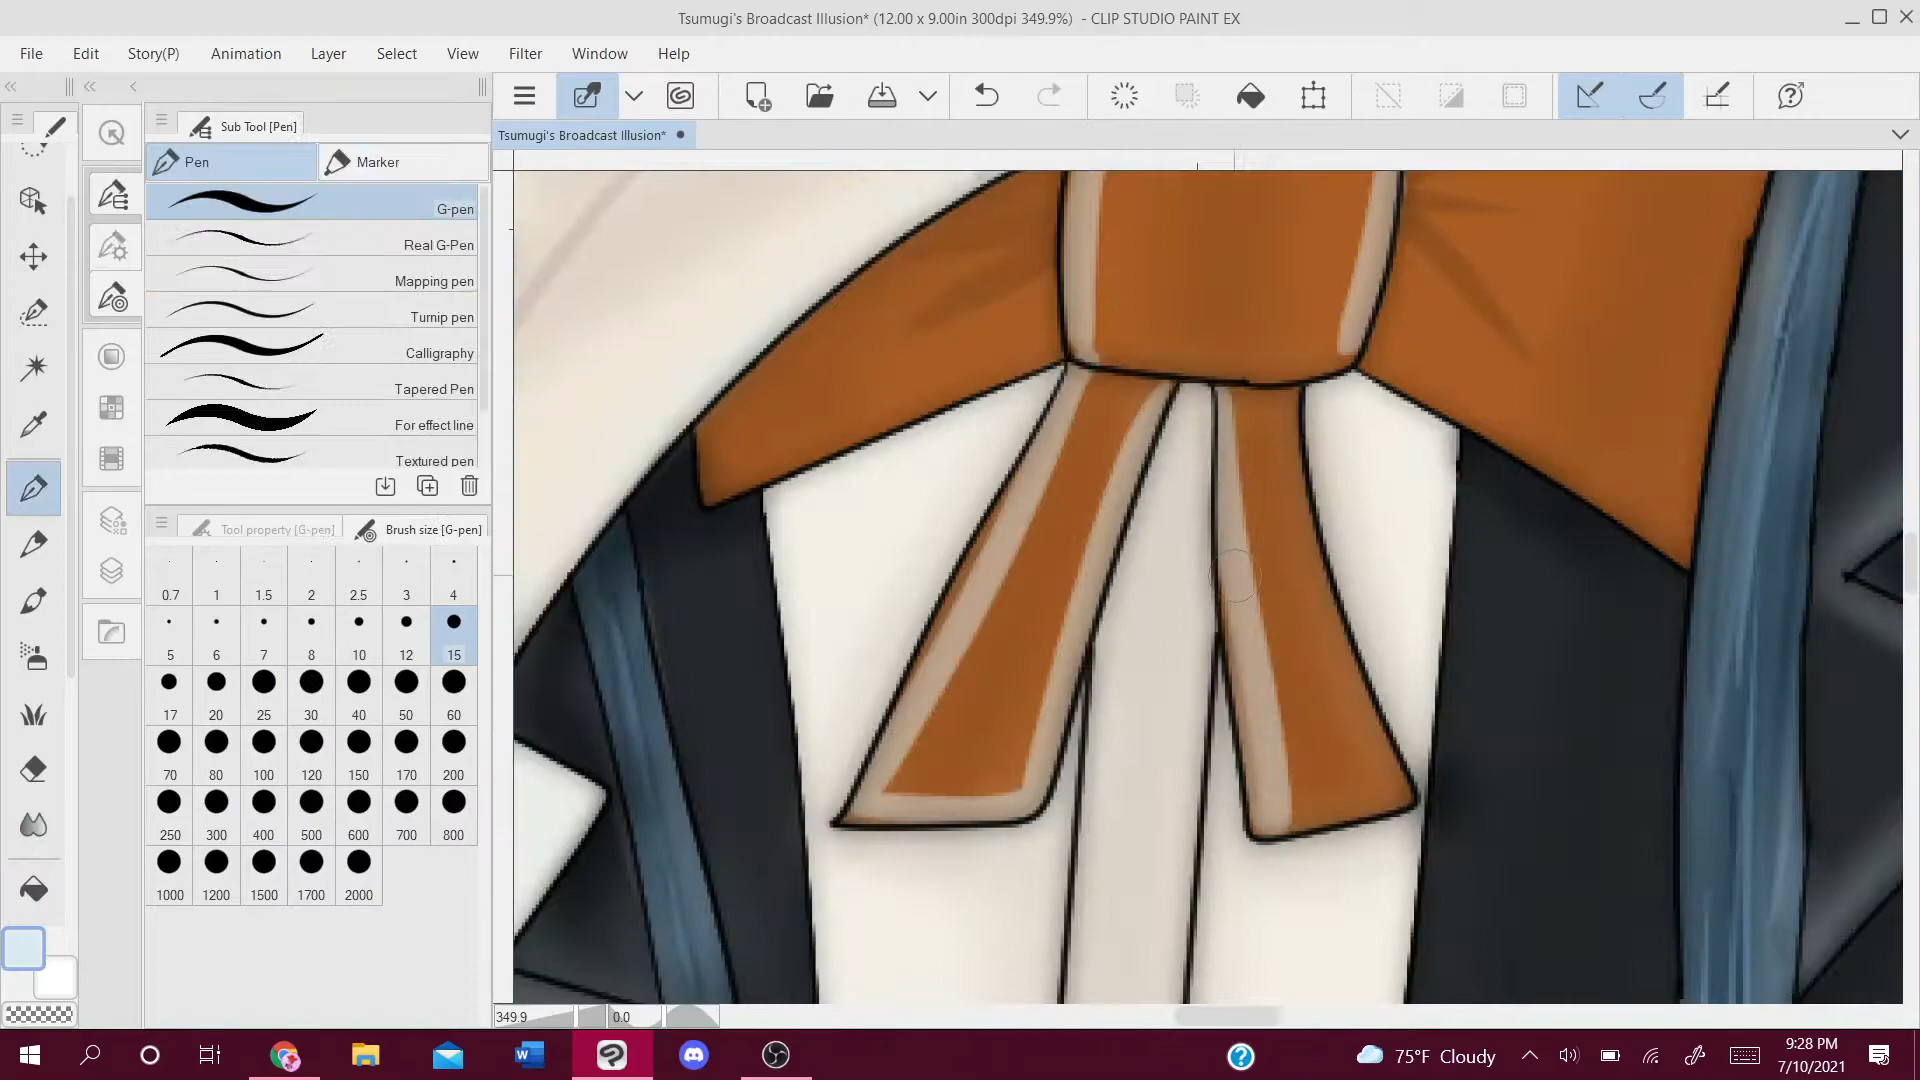 Tsumugi's Broadcast Illusion* (12.00 x 9.00in 300dpi 349.9%) - CLIP STUDIO PAINT EX
File Edit Story(P) Animation Layer Select View Filter Window Help
Sub Tool [Pen]
Tsumugi's Broadcast Illusion*
Pen Marker
G-pen
Real G-Pen
Mapping pen
Turnip pen
Calligraphy
Tapered Pen
For effect line
Textured pen
Tool property [G-pen] Brush size [G-pen]
0.7 1 1.5 2 2.5 3 4
5 6 7 8 10 12 15
17 20 25 30 40 50 60
70 80 100 120 150 170 200
250 300 400 500 600 700 800
1000 1200 1500 1700 2000
349.9 0.0
75°F Cloudy
9:28 PM
7/10/2021